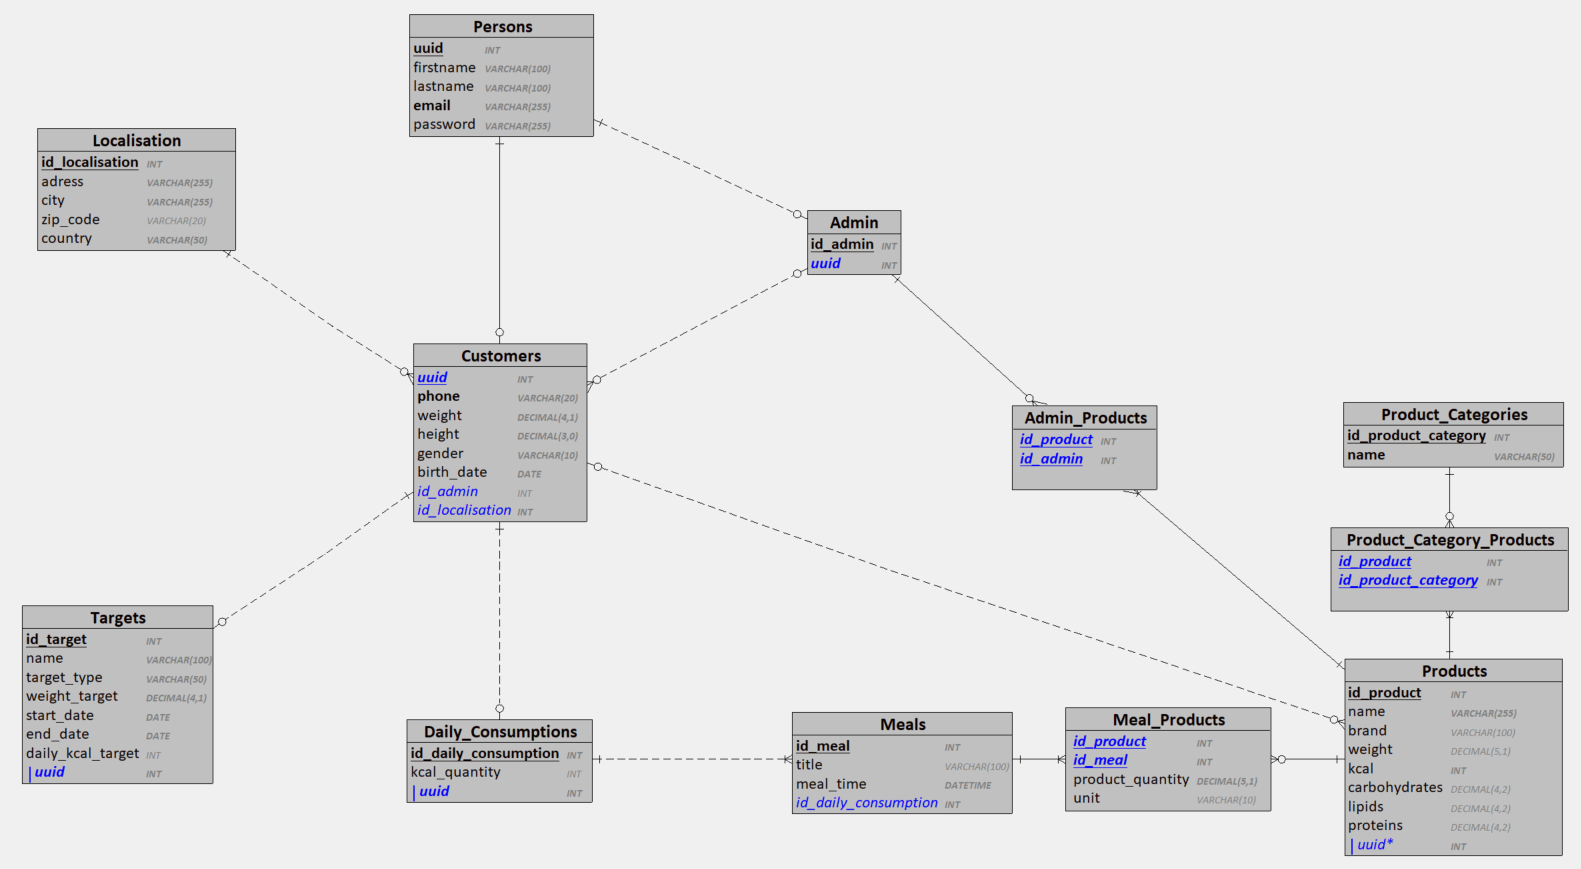 Persons
uuid INT
firstname VARCHAR(100)
lastname VARCHAR(100)
email VARCHAR(255)
password VARCHAR(255)
Localisation
id_localisation INT
adress VARCHAR(255)
city VARCHAR(255)
zip_code VARCHAR(20)
country VARCHAR(50)
Admin
id_admin INT
uuid INT
Customers
uuid INT
phone VARCHAR(20)
weight DECIMAL(4,1)
height DECIMAL(3,0)
gender VARCHAR(10)
birth_date DATE
id_admin INT
id_localisation INT
Admin_Products
id_product INT
id_admin INT
Product_Categories
id_product_category INT
name VARCHAR(50)
Product_Category_Products
id_product INT
id_product_category INT
Targets
id_target INT
name VARCHAR(100)
target_type VARCHAR(50)
weight_target DECIMAL(4,1)
start_date DATE
end_date DATE
daily_kcal_target INT
|uuid INT
Daily_Consumptions
id_daily_consumption INT
kcal_quantity INT
|uuid INT
Meals
id_meal INT
title VARCHAR(100)
meal_time DATETIME
id_daily_consumption INT
Meal_Products
id_product INT
id_meal INT
product_quantity DECIMAL(5,1)
unit VARCHAR(10)
Products
id_product INT
name VARCHAR(255)
brand VARCHAR(100)
weight DECIMAL(5,1)
kcal INT
carbohydrates DECIMAL(4,2)
lipids DECIMAL(4,2)
proteins DECIMAL(4,2)
|uuid* INT